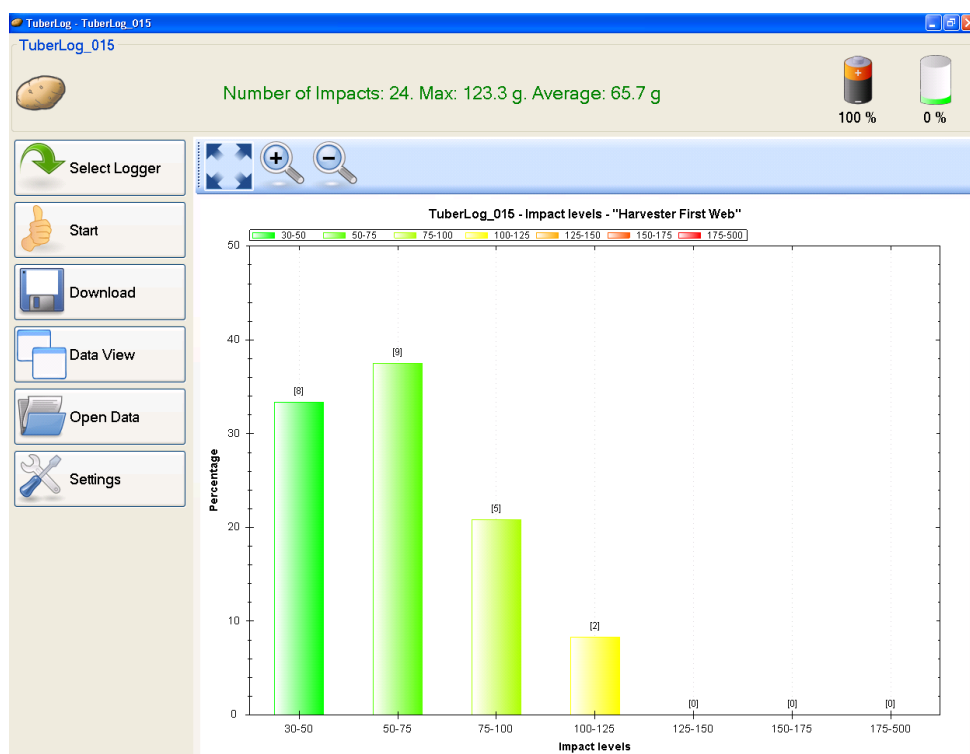 TuberLog - TuberLog_015
TuberLog_015
Number of Impacts: 24. Max: 123.3 g. Average: 65.7 g
100 %
0 %
Select Logger
Start
Download
Data View
Open Data
Settings
TuberLog_015 - Impact levels - "Harvester First Web"
30-50 50-75 75-100 100-125 125-150 150-175 175-500
Percentage
50
40
30
20
10
0
[8]
[9]
[5]
[2]
[0]
[0]
[0]
30-50 50-75 75-100 100-125 125-150 150-175 175-500
Impact levels